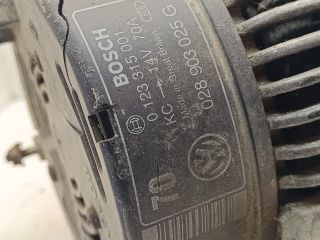 BOSCH
0 123 315 001
KC → 14V 70A
Made in Great Britain
028 903 025 G
70